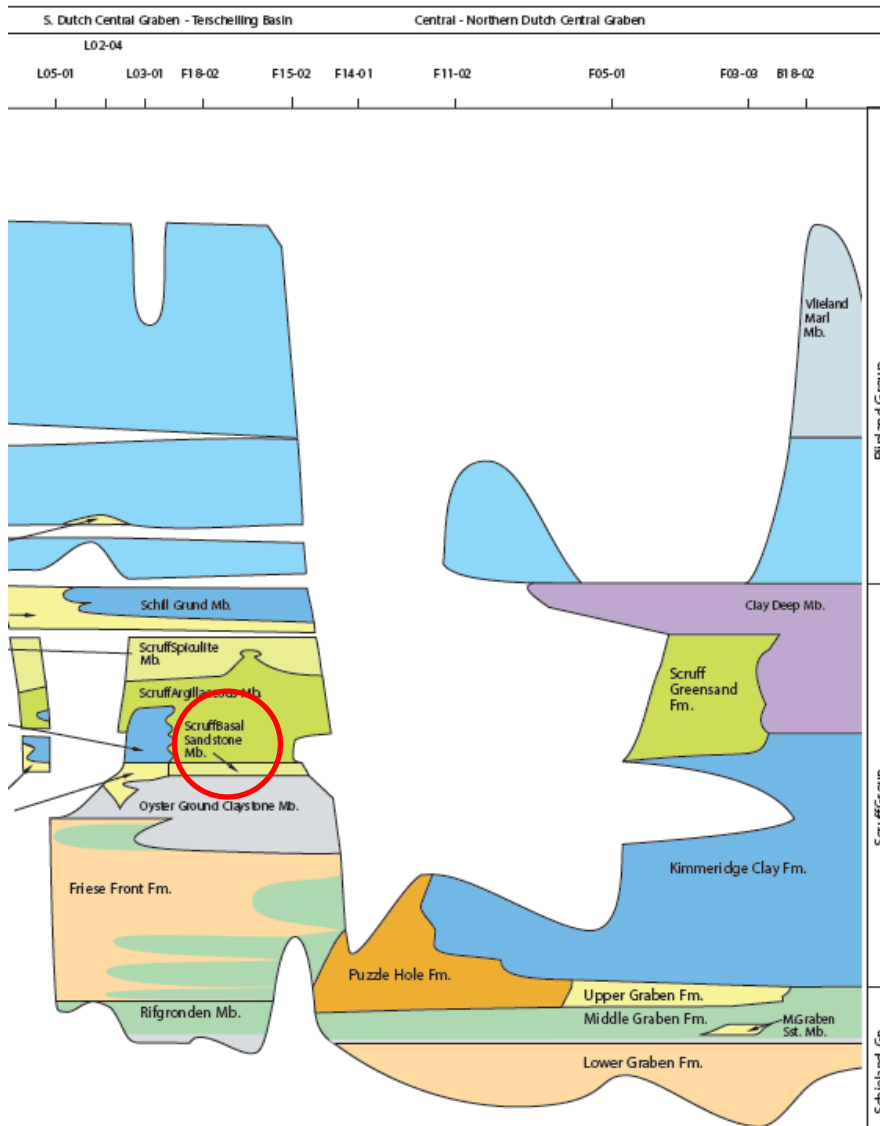 S. Dutch Central Graben - Terschelling Basin
Central - Northern Dutch Central Graben
L02-04
L05-01
L03-01
F18-02
F15-02
F14-01
F11-02
F05-01
F03-03
B18-02
Vlieland
Marl
Mb.
Schill Grund Mb.
Clay Deep Mb.
ScruffSpiculite
Mb.
Scruff
Greensand
Fm.
ScruffArgillaceous Mb.
ScruffBasal
Sandstone
Mb.
Oyster Ground Claystone Mb.
Kimmeridge Clay Fm.
Friese Front Fm.
Puzzle Hole Fm.
Upper Graben Fm.
Rifgronden Mb.
Middle Graben Fm.
M.Graben
Sst. Mb.
Lower Graben Fm.
Group
ScruffGroup
Schieland Gp.